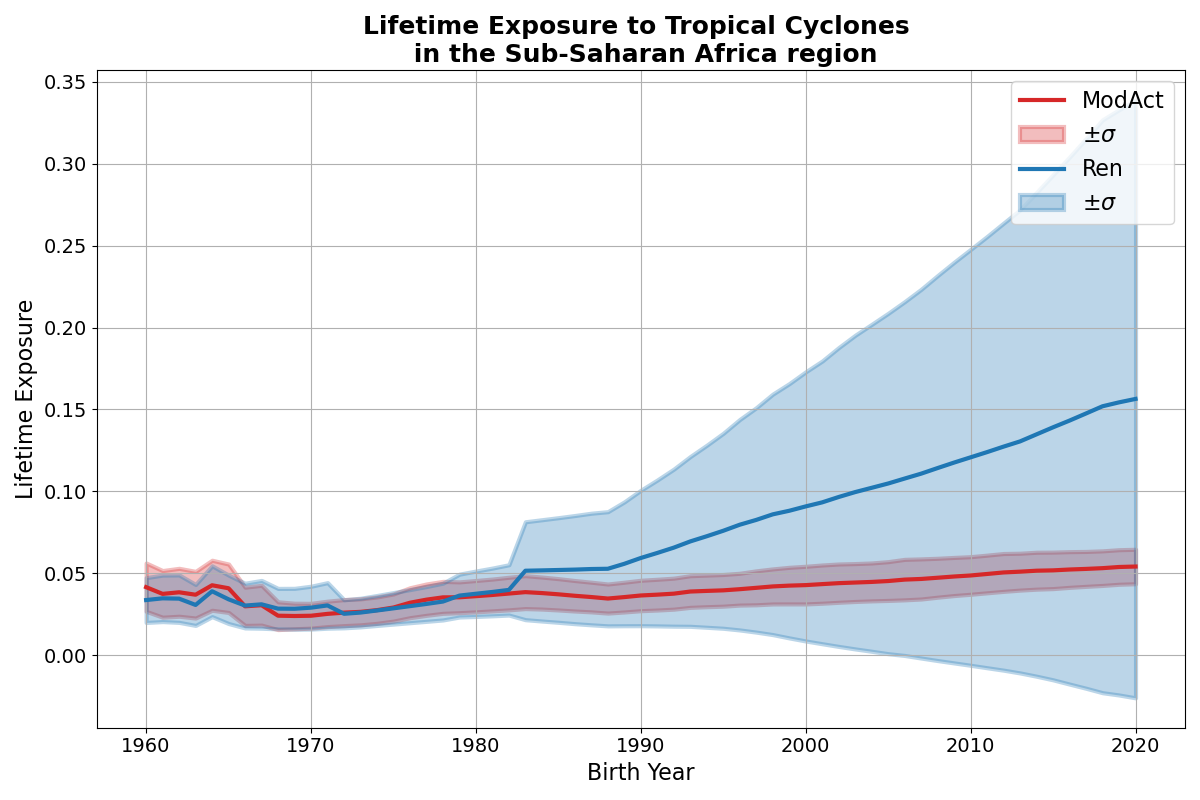 Lifetime Exposure to Tropical Cyclones
in the Sub-Saharan Africa region
ModAct
±σ
Ren
±σ
Lifetime Exposure
0.35
0.30
0.25
0.20
0.15
0.10
0.05
0.00
1960 1970 1980 1990 2000 2010 2020
Birth Year